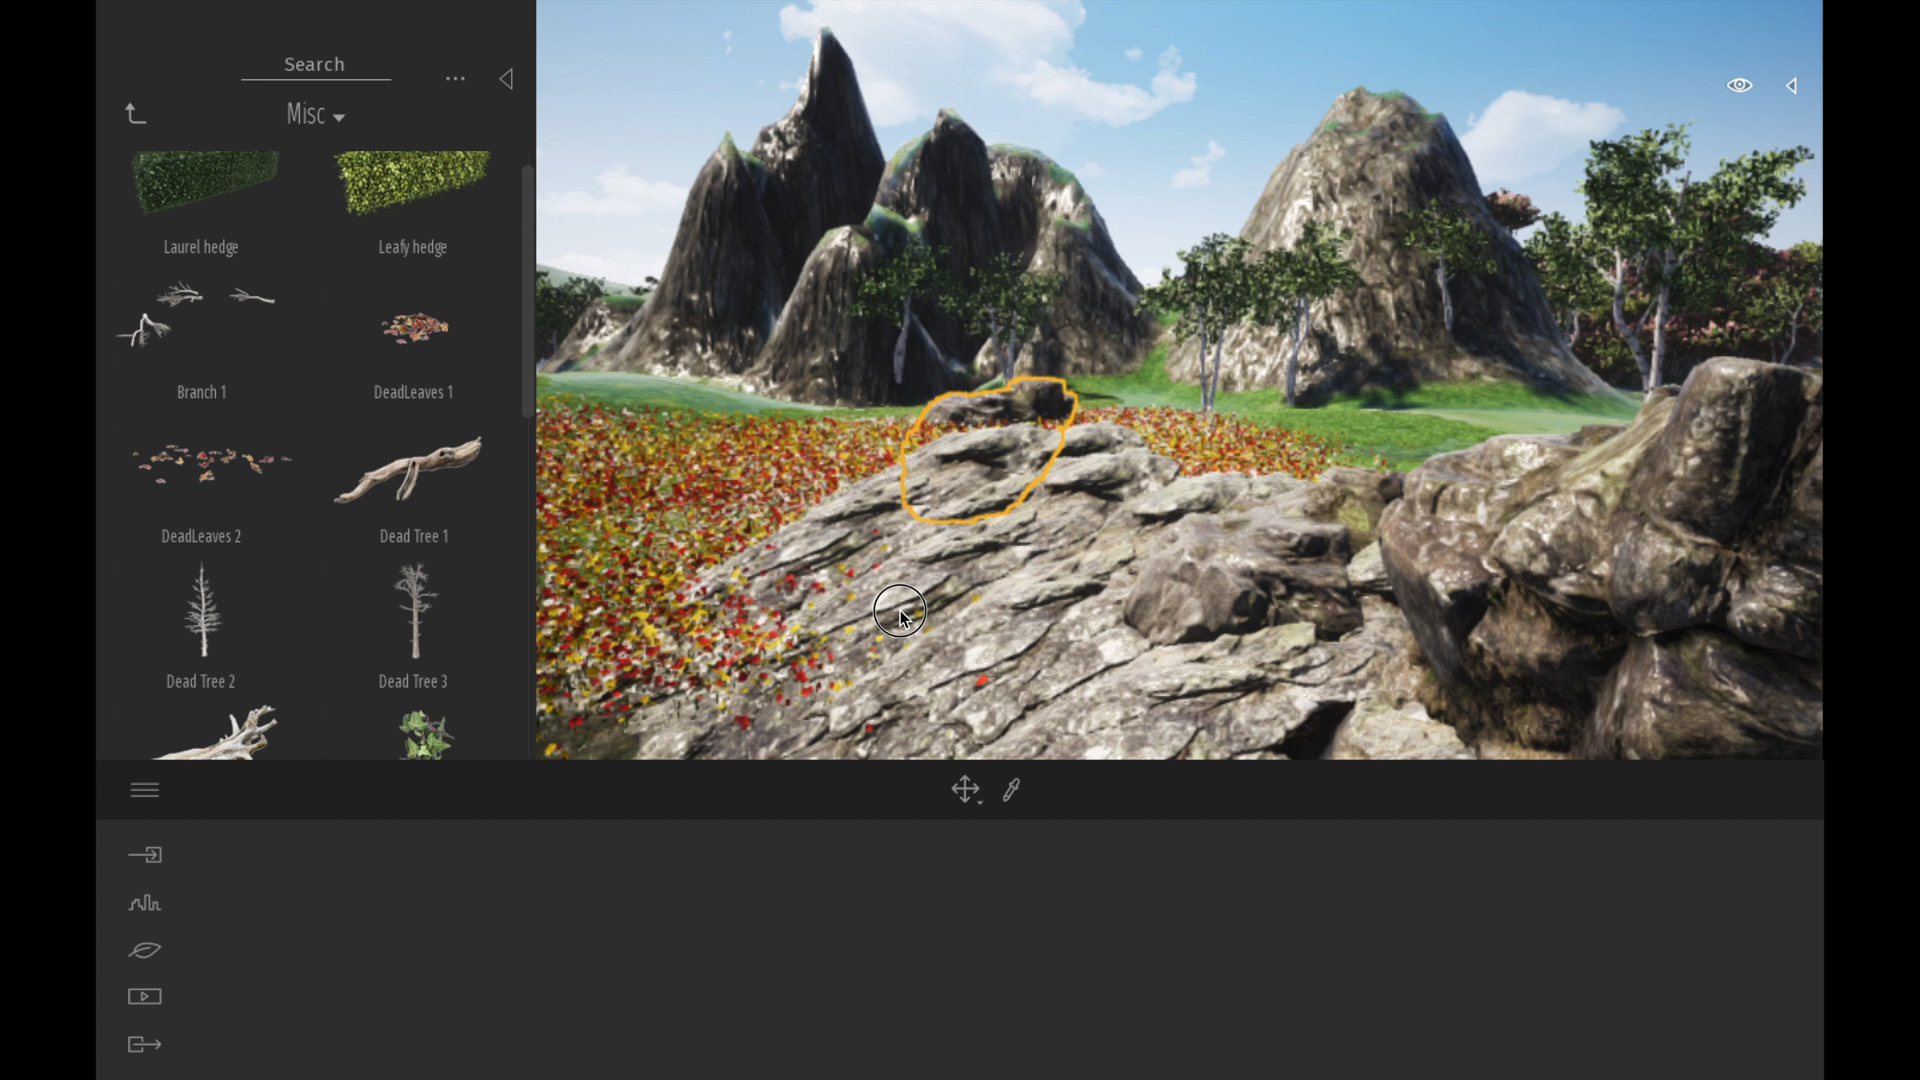 Search
Misc
Laurel hedge
Leafy hedge
Branch 1
DeadLeaves 1
DeadLeaves 2
Dead Tree 1
Dead Tree 2
Dead Tree 3